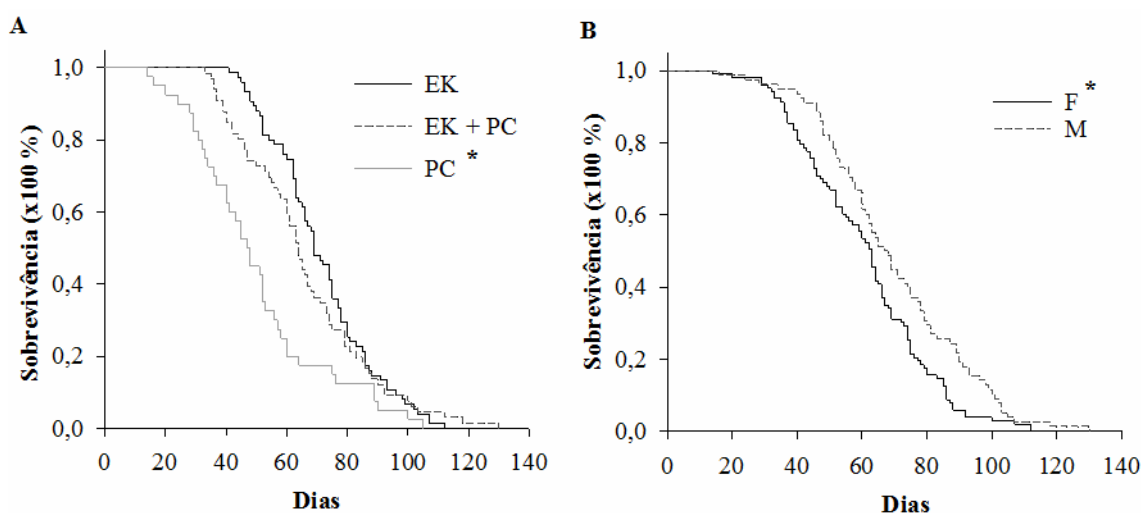 A
Sobrevivência (x100 %)
1,0
0,8
0,6
0,4
0,2
0,0
EK
EK + PC
PC *
0 20 40 60 80 100 120 140
Dias
B
Sobrevivência (x100 %)
1,0
0,8
0,6
0,4
0,2
0,0
F *
M
0 20 40 60 80 100 120 140
Dias